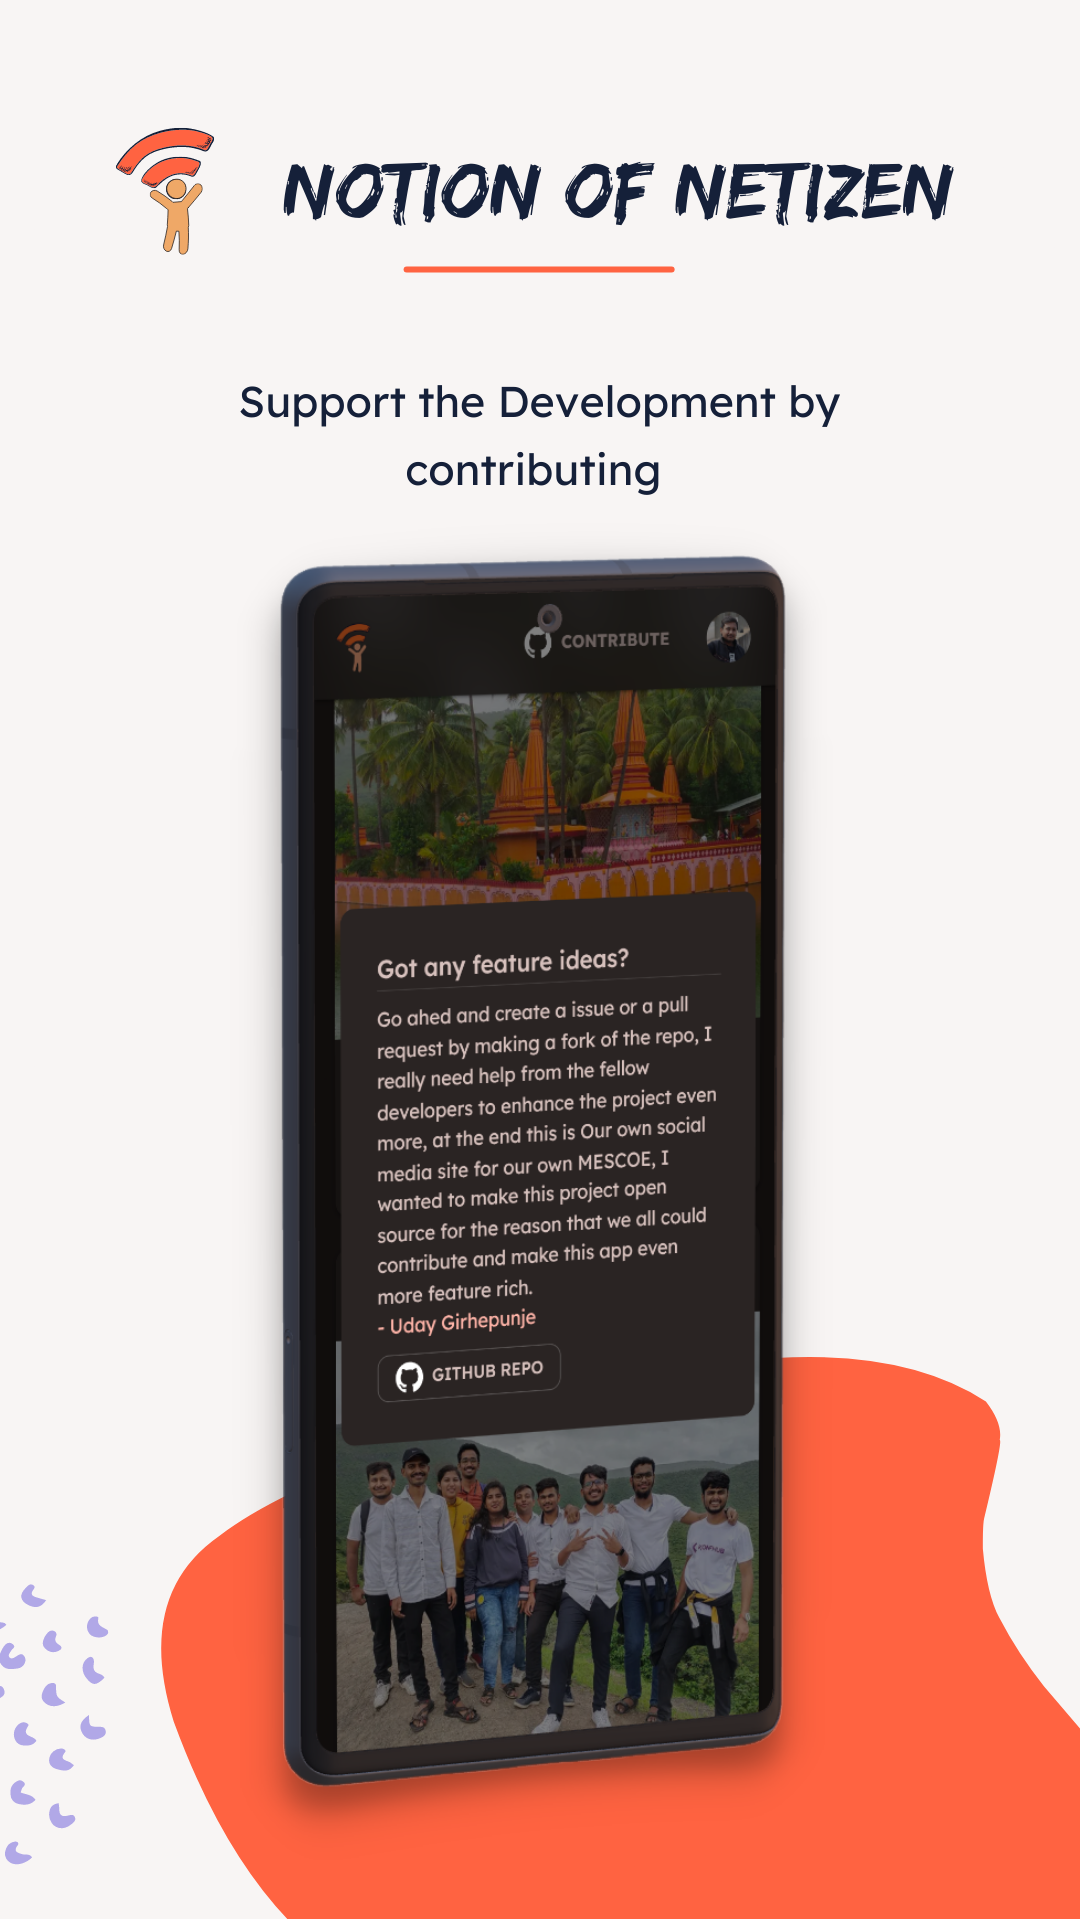 NOTION OF NETIZEN
Support the Development by
contributing
CONTRIBUTE
Got any feature ideas?
Go ahed and create a issue or a pull
request by making a fork of the repo, I
really need help from the fellow
developers to enhance the project even
more, at the end this is Our own social
media site for our own MESCOE, I
wanted to make this project open
source for the reason that we all could
contribute and make this app even
more feature rich.
- Uday Girhepunje
GITHUB REPO